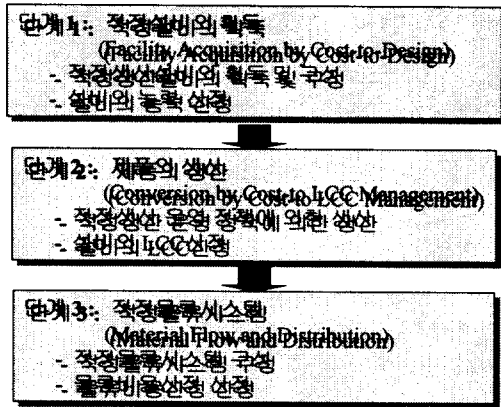 단계 1 : 적정설비의 획득
(Facility Acquisition by Cost-to-Design)
- 적정생산설비의 획득 및 구성
- 설비의 능력 산정
단계 2 : 제품의 생산
(Conversion by Cost-to LCC Management)
- 적정생산 운영 정책에 의한 생산
- 설비의 LCC산정
단계 3 : 적정물류시스템
(Material Flow and Distribution)
- 적정물류시스템 구성
- 물류비용산정 산정